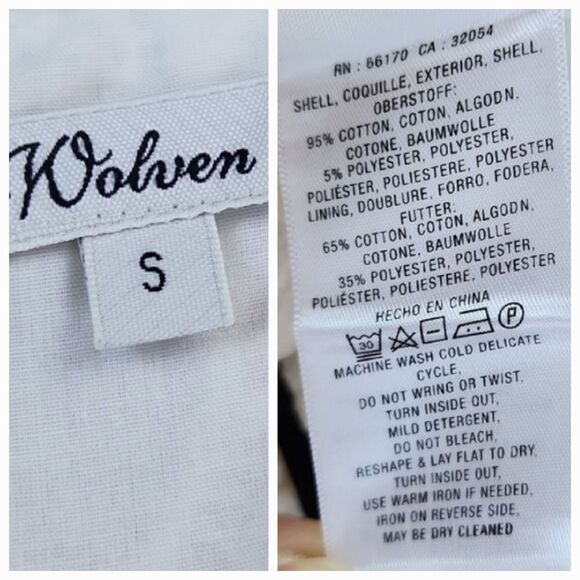 Wolven
S
RN : 66170 CA : 32054
SHELL, COQUILLE, EXTERIOR, SHELL,
OBERSTOFF:
95% COTTON, COTON, ALGODN.
COTONE, BAUMWOLLE
5% POLYESTER, POLYESTER,
POLIÉSTER, POLIESTERE, POLYESTER
LINING, DOUBLURE, FORRO, FODERA,
FUTTER:
65% COTTON, COTON, ALGODN,
COTONE, BAUMWOLLE
35% POLYESTER, POLYESTER,
POLIÉSTER, POLIESTERE, POLYESTER
HECHO EN CHINA
30 P
MACHINE WASH COLD DELICATE
CYCLE,
DO NOT WRING OR TWIST,
TURN INSIDE OUT,
MILD DETERGENT,
DO NOT BLEACH,
RESHAPE & LAY FLAT TO DRY,
TURN INSIDE OUT,
USE WARM IRON IF NEEDED,
IRON ON REVERSE SIDE,
MAY BE DRY CLEANED